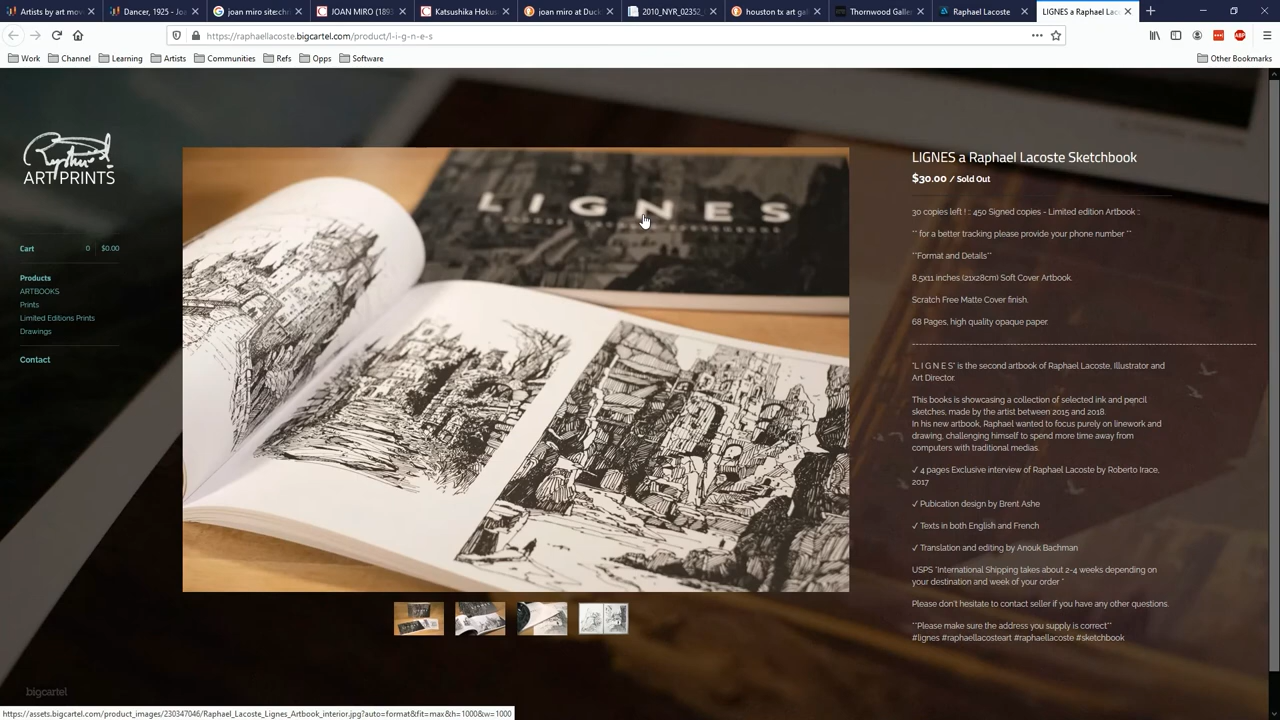 Artists by art mov
Dancer, 1925 - Joa
joan miro site:chri
JOAN MIRO (1893
Katsushika Hokus
joan miro at Duck
2010_NYR_02352_
houston tx art gal
Thornwood Galler
Raphael Lacoste
LIGNES a Raphael Lac
https://raphaellacoste.bigcartel.com/product/l-i-g-n-e-s
Work
Channel
Learning
Artists
Communities
Refs
Opps
Software
Other Bookmarks
ART PRINTS
Cart 0 $0.00
Products
ARTBOOKS
Prints
Limited Editions Prints
Drawings
Contact
LIGNES
LIGNES a Raphael Lacoste Sketchbook
$30.00 / Sold Out
30 copies left ! :: 450 Signed copies - Limited edition Artbook ::
** for a better tracking please provide your phone number **
**Format and Details**
8,5x11 inches (21x28cm) Soft Cover Artbook.
Scratch Free Matte Cover finish.
68 Pages, high quality opaque paper.
"L I G N E S" is the second artbook of Raphael Lacoste, Illustrator and
Art Director.
This books is showcasing a collection of selected ink and pencil
sketches, made by the artist between 2015 and 2018.
In his new artbook, Raphael wanted to focus purely on linework and
drawing, challenging himself to spend more time away from
computers with traditional medias.
✓ 4 pages Exclusive interview of Raphael Lacoste by Roberto Irace,
2017
✓ Pubication design by Brent Ashe
✓ Texts in both English and French
✓ Translation and editing by Anouk Bachman
USPS "International Shipping takes about 2-4 weeks depending on
your destination and week of your order "
Please don't hesitate to contact seller if you have any other questions.
**Please make sure the address you supply is correct**
#lignes #raphaellacosteart #raphaellacoste #sketchbook
bigcartel
https://assets.bigcartel.com/product_images/230347046/Raphael_Lacoste_Lignes_Artbook_interior.jpg?auto=format&fit=max&h=1000&w=1000